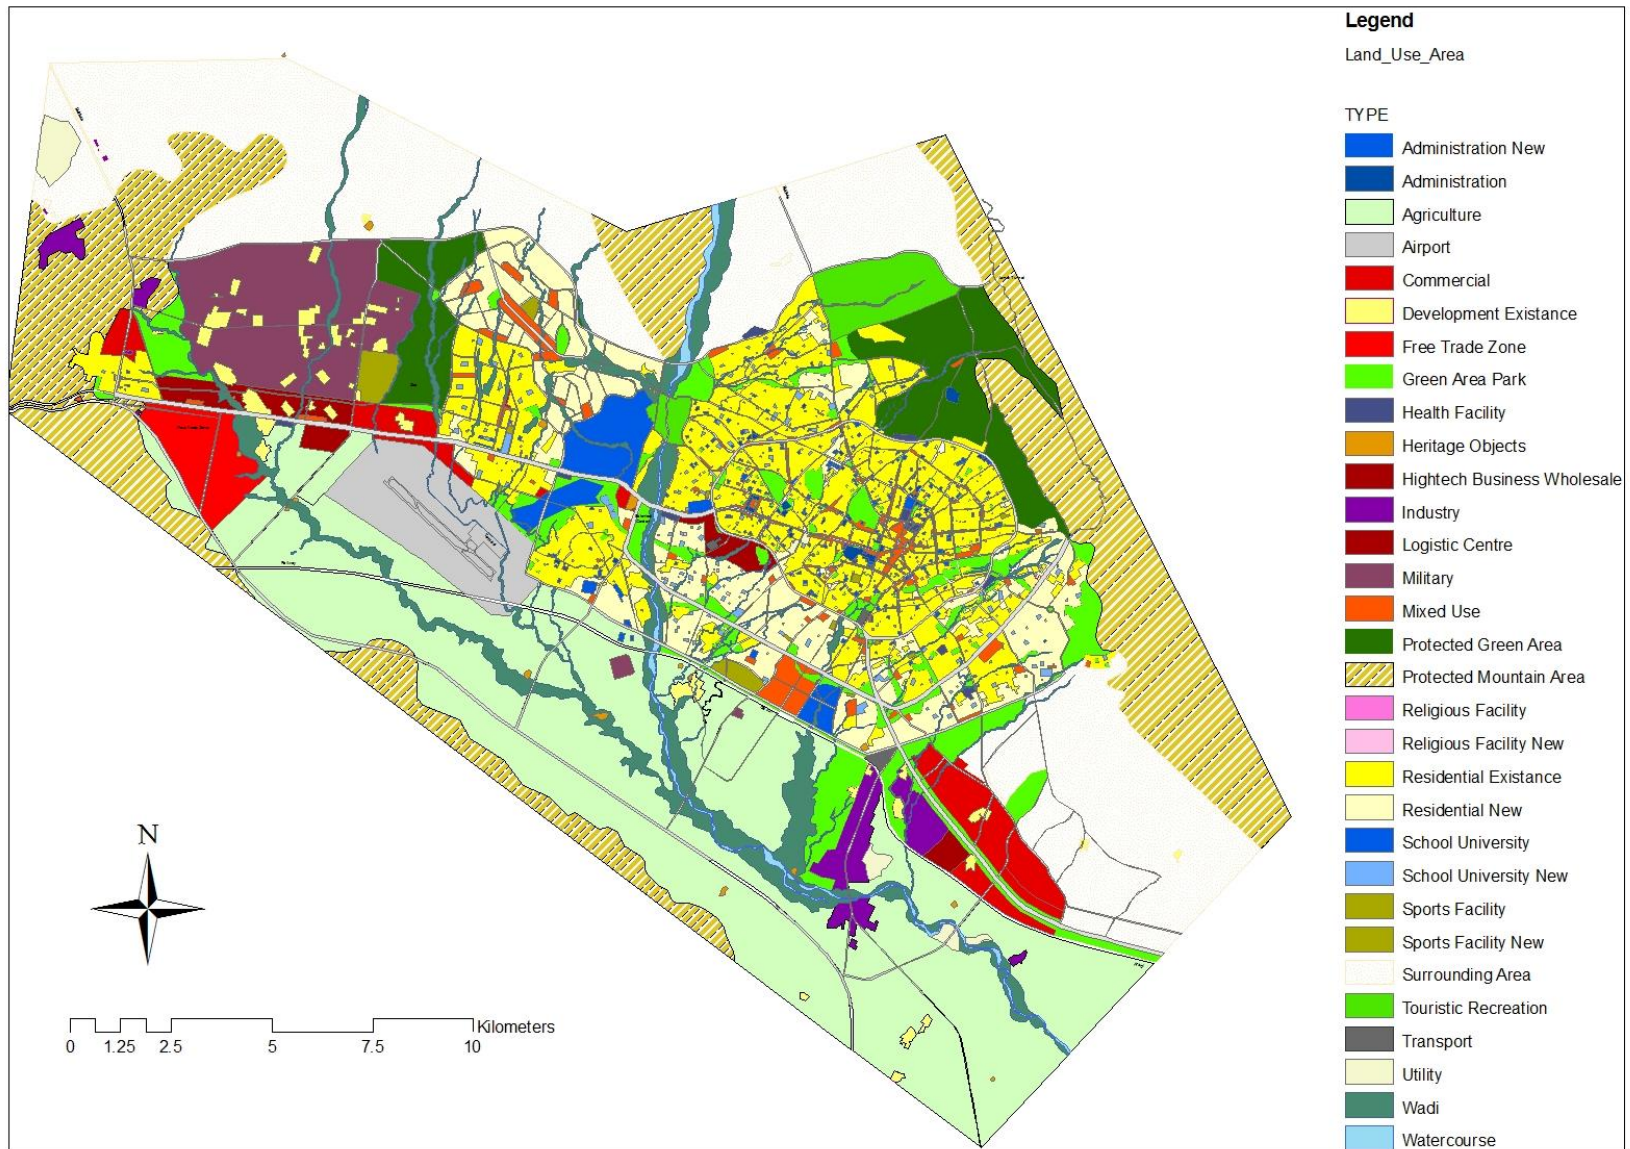 Legend
Land_Use_Area
TYPE
Administration New
Administration
Agriculture
Airport
Commercial
Development Existance
Free Trade Zone
Green Area Park
Health Facility
Heritage Objects
Hightech Business Wholesale
Industry
Logistic Centre
Military
Mixed Use
Protected Green Area
Protected Mountain Area
Religious Facility
Religious Facility New
Residential Existance
Residential New
School University
School University New
Sports Facility
Sports Facility New
Surrounding Area
Touristic Recreation
Transport
Utility
Wadi
Watercourse
N
Kilometers
0 1.25 2.5 5 7.5 10